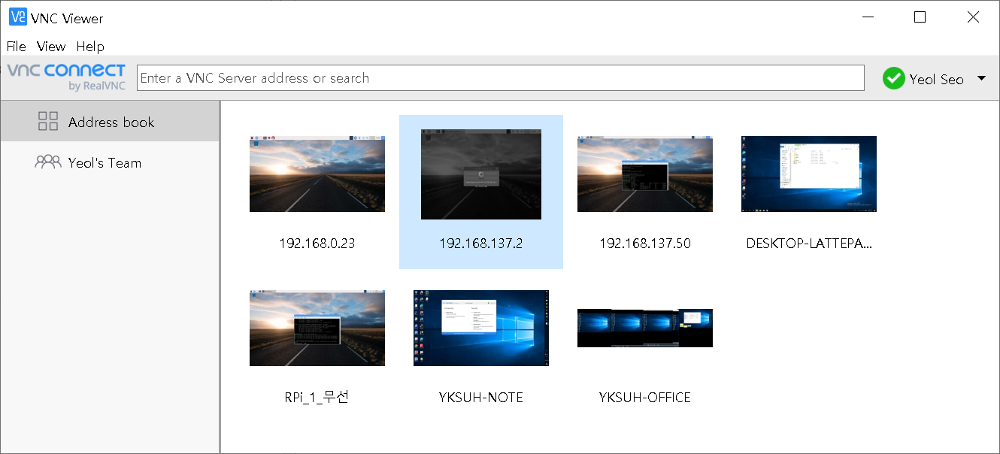 VNC Viewer
File View Help
vnc connect
by RealVNC
Enter a VNC Server address or search
Yeol Seo
Address book
Yeol's Team
192.168.0.23
192.168.137.2
192.168.137.50
DESKTOP-LATTEPA...
RPi_1_무선
YKSUH-NOTE
YKSUH-OFFICE